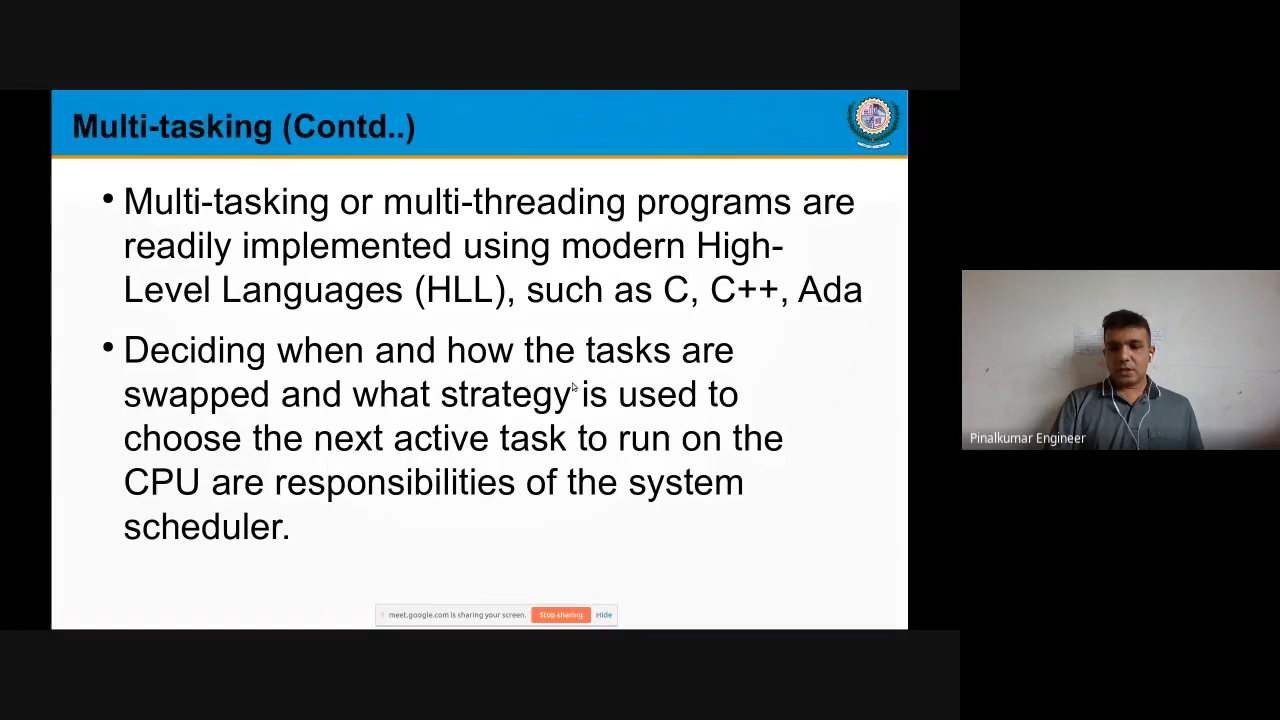 Multi-tasking (Contd..)
• Multi-tasking or multi-threading programs are
readily implemented using modern High-
Level Languages (HLL), such as C, C++, Ada
• Deciding when and how the tasks are
swapped and what strategy is used to
choose the next active task to run on the
CPU are responsibilities of the system
scheduler.
meet.google.com is sharing your screen. Stop sharing Hide
Pinalkumar Engineer